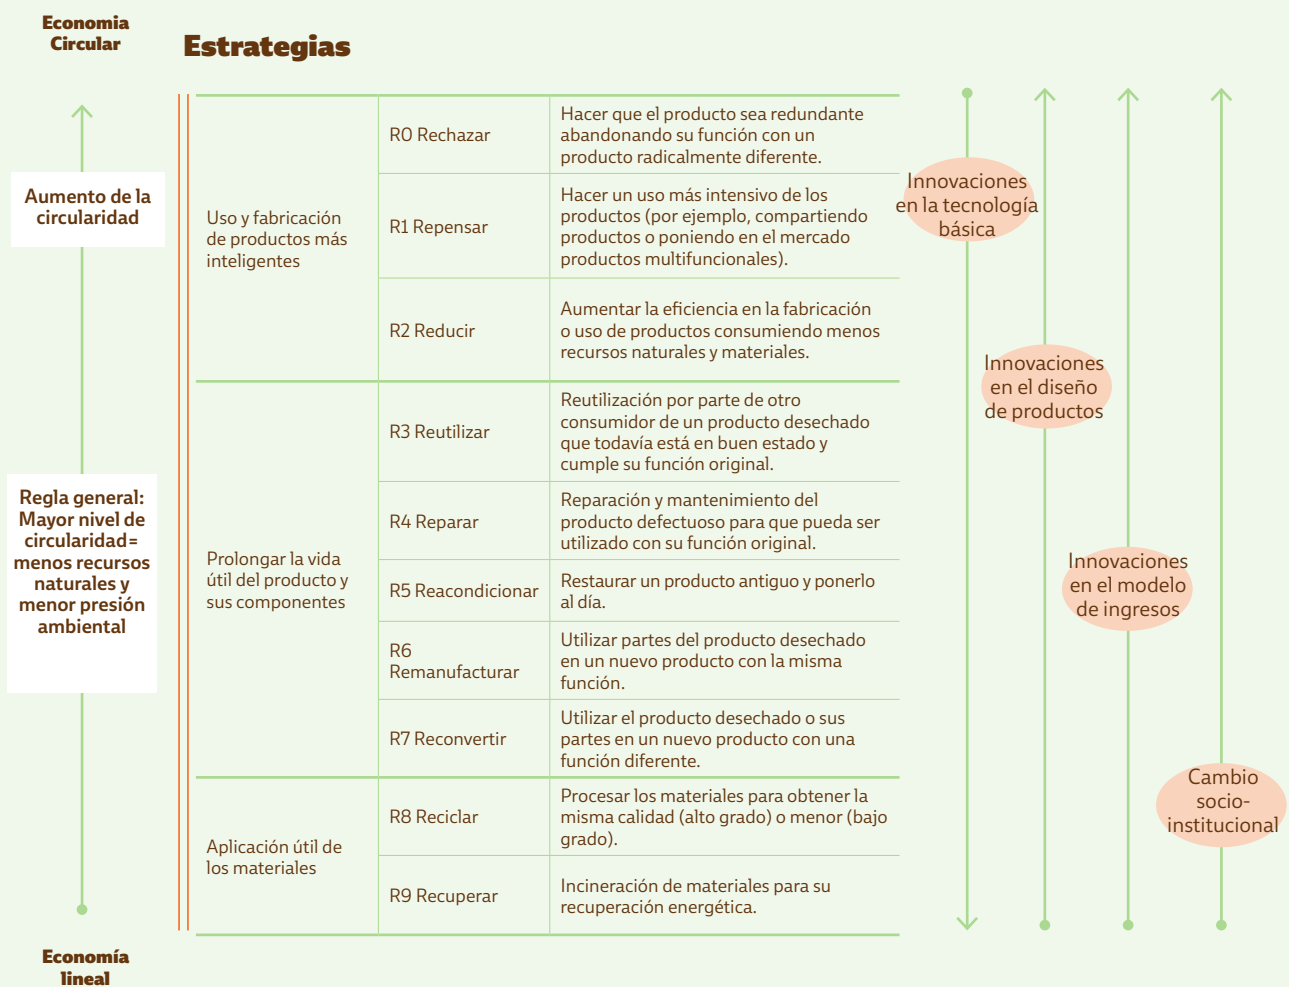 Economia
Circular
Estrategias
Aumento de la
circularidad
Regla general:
Mayor nivel de
circularidad=
menos recursos
naturales y
menor presión
ambiental
Economía
lineal
Uso y fabricación
de productos más
inteligentes
R0 Rechazar
Hacer que el producto sea redundante
abandonando su función con un
producto radicalmente diferente.
R1 Repensar
Hacer un uso más intensivo de los
productos (por ejemplo, compartiendo
productos o poniendo en el mercado
productos multifuncionales).
R2 Reducir
Aumentar la eficiencia en la fabricación
o uso de productos consumiendo menos
recursos naturales y materiales.
Prolongar la vida
útil del producto y
sus componentes
R3 Reutilizar
Reutilización por parte de otro
consumidor de un producto desechado
que todavía está en buen estado y
cumple su función original.
R4 Reparar
Reparación y mantenimiento del
producto defectuoso para que pueda ser
utilizado con su función original.
R5 Reacondicionar
Restaurar un producto antiguo y ponerlo
al día.
R6
Remanufacturar
Utilizar partes del producto desechado
en un nuevo producto con la misma
función.
R7 Reconvertir
Utilizar el producto desechado o sus
partes en un nuevo producto con una
función diferente.
Aplicación útil de
los materiales
R8 Reciclar
Procesar los materiales para obtener la
misma calidad (alto grado) o menor (bajo
grado).
R9 Recuperar
Incineración de materiales para su
recuperación energética.
Innovaciones
en la tecnología
básica
Innovaciones
en el diseño
de productos
Innovaciones
en el modelo
de ingresos
Cambio
socio-
institucional